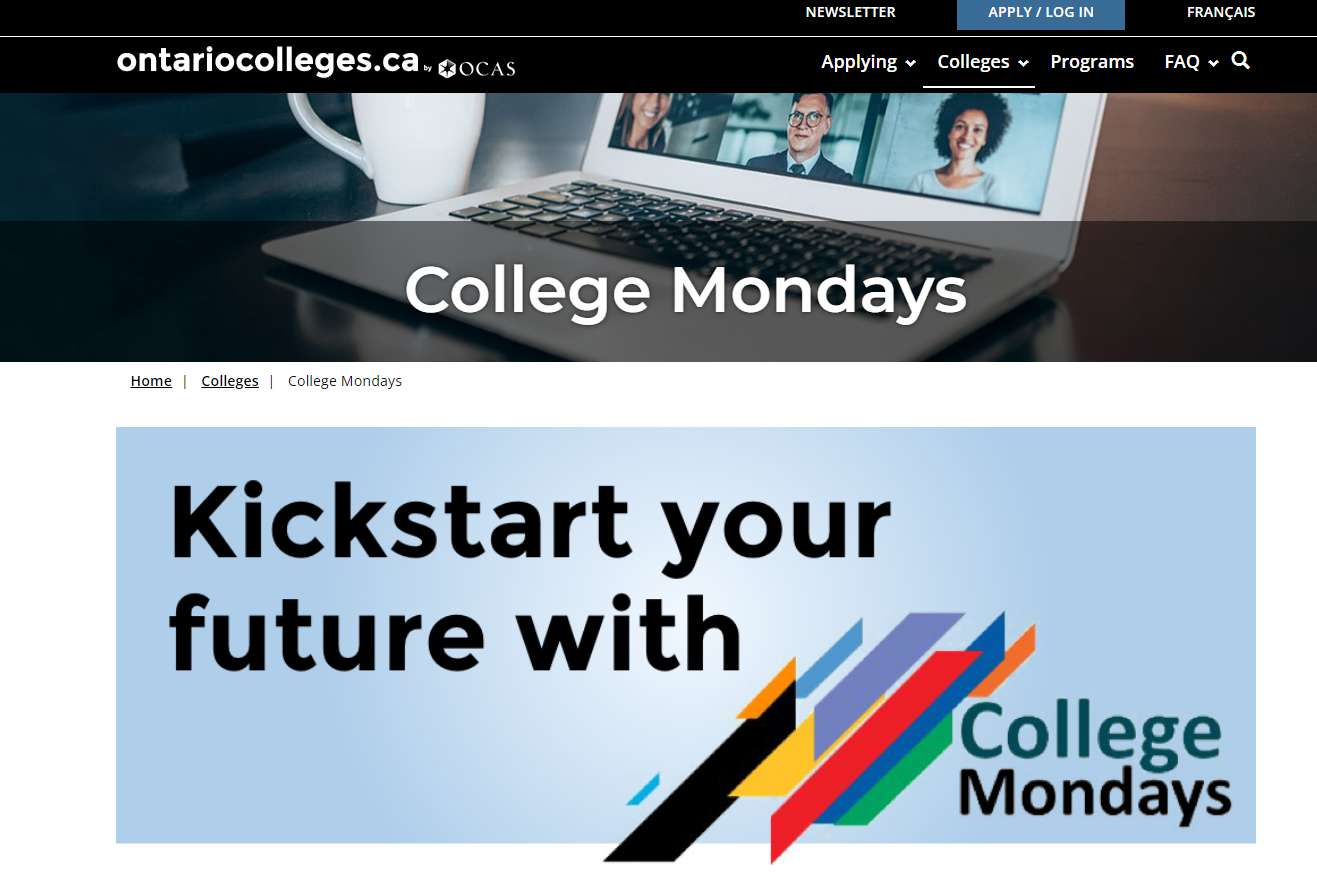 NEWSLETTER APPLY / LOG IN FRANÇAIS
ontariocolleges.ca by OCAS Applying Colleges Programs FAQ
College Mondays
Home | Colleges | College Mondays
Kickstart your
future with
College
Mondays